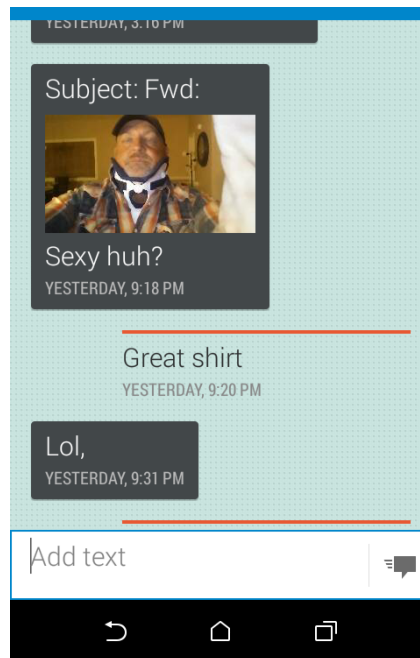 YESTERDAY, 3:16 PM
Subject: Fwd:
Sexy huh?
YESTERDAY, 9:18 PM
Great shirt
YESTERDAY, 9:20 PM
Lol,
YESTERDAY, 9:31 PM
Add text